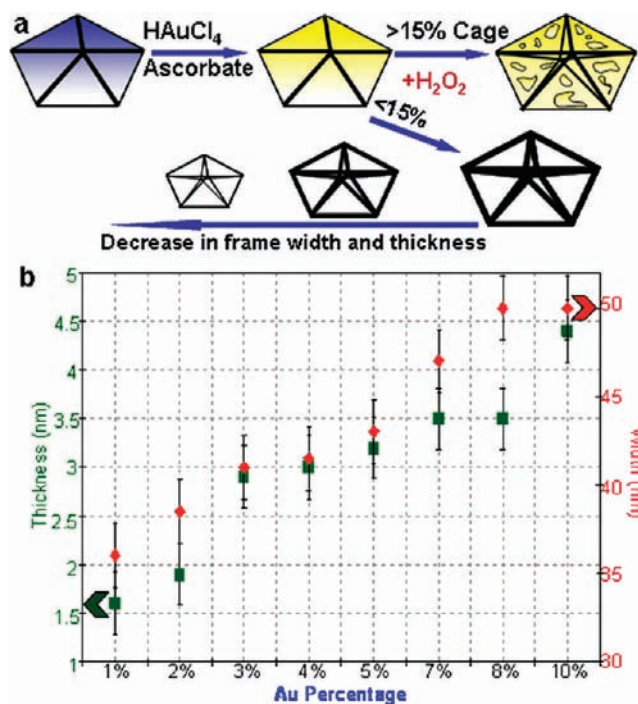 a
HAuCl4
Ascorbate
>15% Cage
+H2O2
<15%
Decrease in frame width and thickness
b
Thickness (nm)
5
4.5
4
3.5
3
2.5
2
1.5
1
50
45
40
35
30
1% 2% 3% 4% 5% 7% 8% 10%
Au Percentage